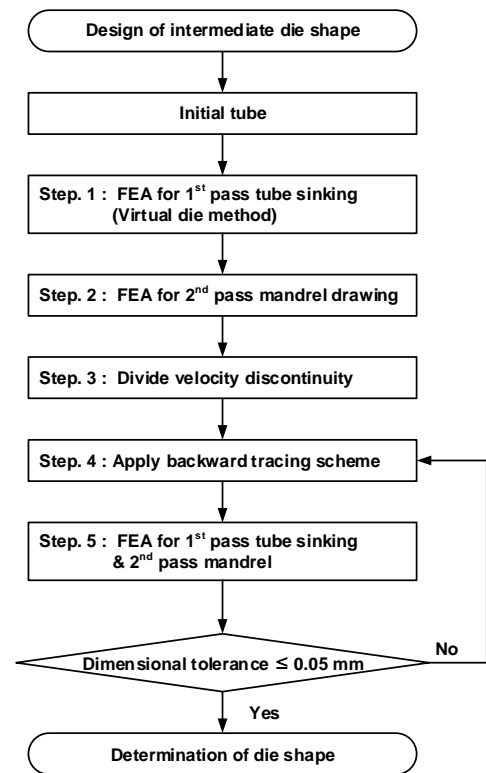 Design of intermediate die shape
Initial tube
Step. 1 : FEA for 1st pass tube sinking
(Virtual die method)
Step. 2 : FEA for 2nd pass mandrel drawing
Step. 3 : Divide velocity discontinuity
Step. 4 : Apply backward tracing scheme
Step. 5 : FEA for 1st pass tube sinking
& 2nd pass mandrel
Dimensional tolerance ≤ 0.05 mm
No
Yes
Determination of die shape